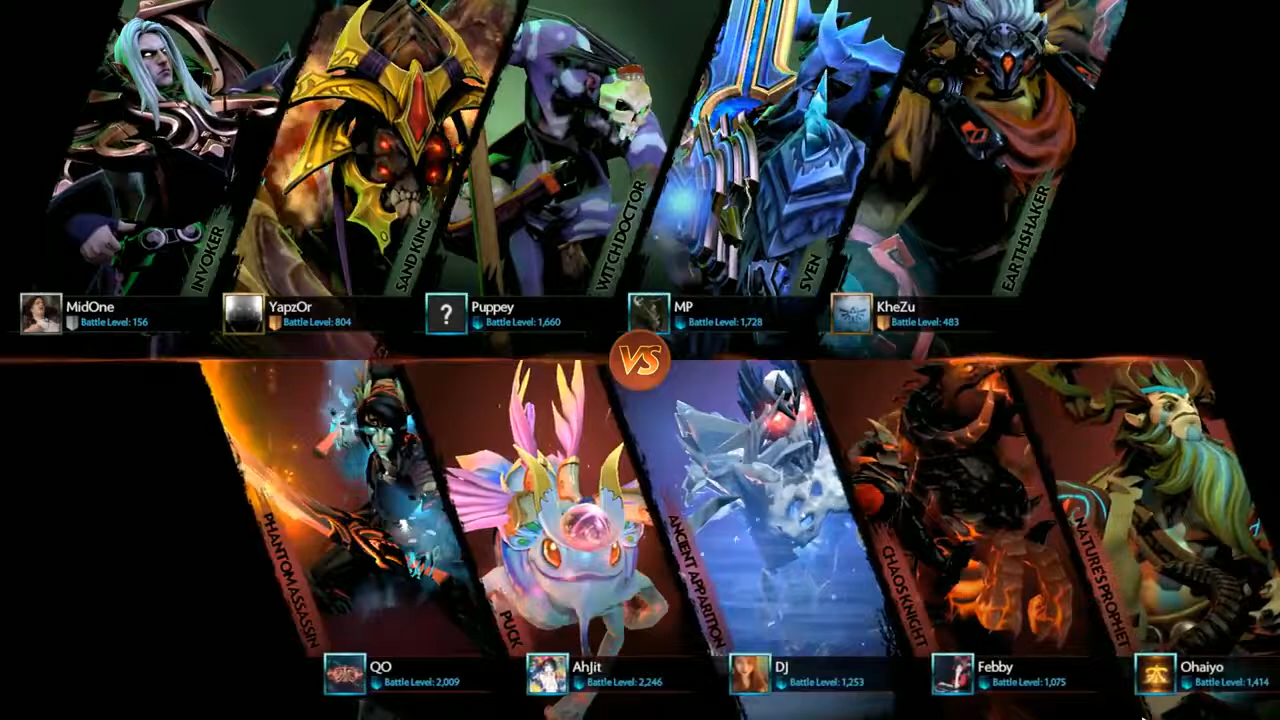 INVOKER
SAND KING
WITCH DOCTOR
SVEN
EARTHSHAKER
MidOne
Battle Level: 156
YapzOr
Battle Level: 804
?
Puppey
Battle Level: 1,660
MP
Battle Level: 1,728
KheZu
Battle Level: 483
VS
PHANTOM ASSASSIN
PUCK
ANCIENT APPARITION
CHAOS KNIGHT
NATURE'S PROPHET
QO
Battle Level: 2,009
AhJit
Battle Level: 2,246
DJ
Battle Level: 1,253
Febby
Battle Level: 1,075
Ohaiyo
Battle Level: 1,414